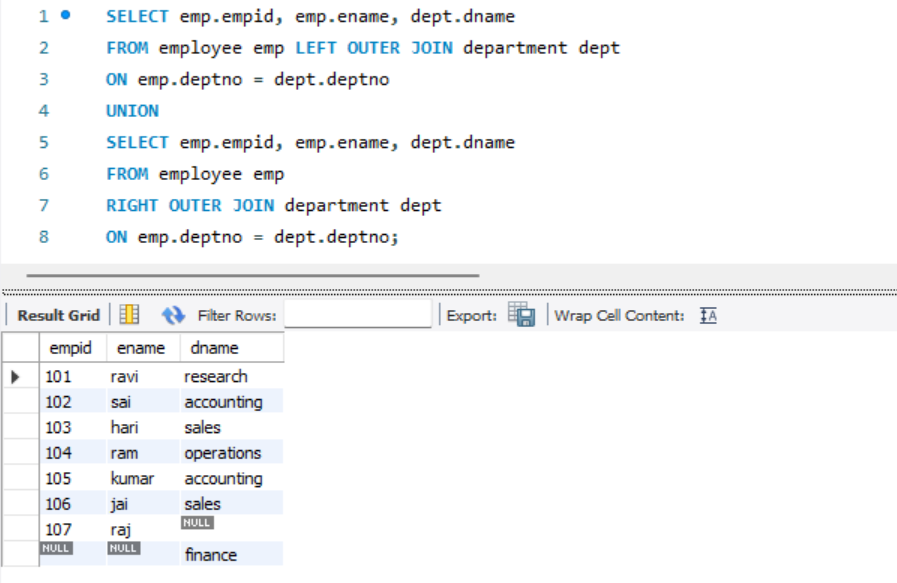 1 SELECT emp.empid, emp.ename, dept.dname
2 FROM employee emp LEFT OUTER JOIN department dept
3 ON emp.deptno = dept.deptno
4 UNION
5 SELECT emp.empid, emp.ename, dept.dname
6 FROM employee emp
7 RIGHT OUTER JOIN department dept
8 ON emp.deptno = dept.deptno;
Result Grid Filter Rows: Export: Wrap Cell Content: IA
empid ename dname
101 ravi research
102 sai accounting
103 hari sales
104 ram operations
105 kumar accounting
106 jai sales
107 raj NULL
NULL NULL finance